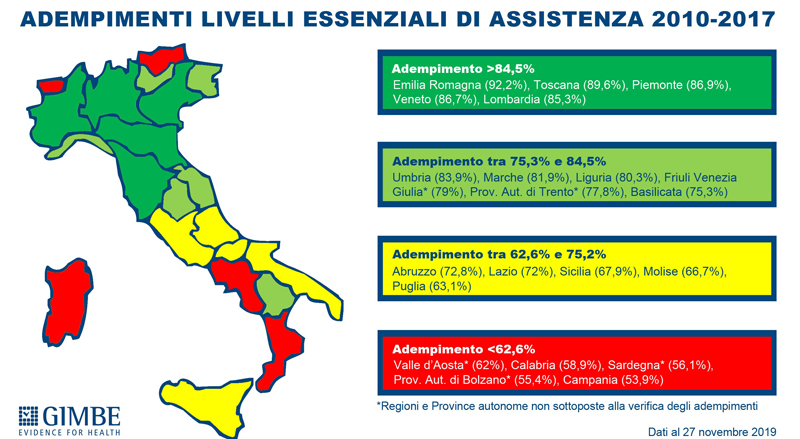 ADEMPIMENTI LIVELLI ESSENZIALI DI ASSISTENZA 2010-2017
Adempimento >84,5%
Emilia Romagna (92,2%), Toscana (89,6%), Piemonte (86,9%),
Veneto (86,7%), Lombardia (85,3%)
Adempimento tra 75,3% e 84,5%
Umbria (83,9%), Marche (81,9%), Liguria (80,3%), Friuli Venezia
Giulia* (79%), Prov. Aut. di Trento* (77,8%), Basilicata (75,3%)
Adempimento tra 62,6% e 75,2%
Abruzzo (72,8%), Lazio (72%), Sicilia (67,9%), Molise (66,7%),
Puglia (63,1%)
Adempimento <62,6%
Valle d'Aosta* (62%), Calabria (58,9%), Sardegna* (56,1%),
Prov. Aut. di Bolzano* (55,4%), Campania (53,9%)
*Regioni e Province autonome non sottoposte alla verifica degli adempimenti
GIMBE
EVIDENCE FOR HEALTH
Dati al 27 novembre 2019